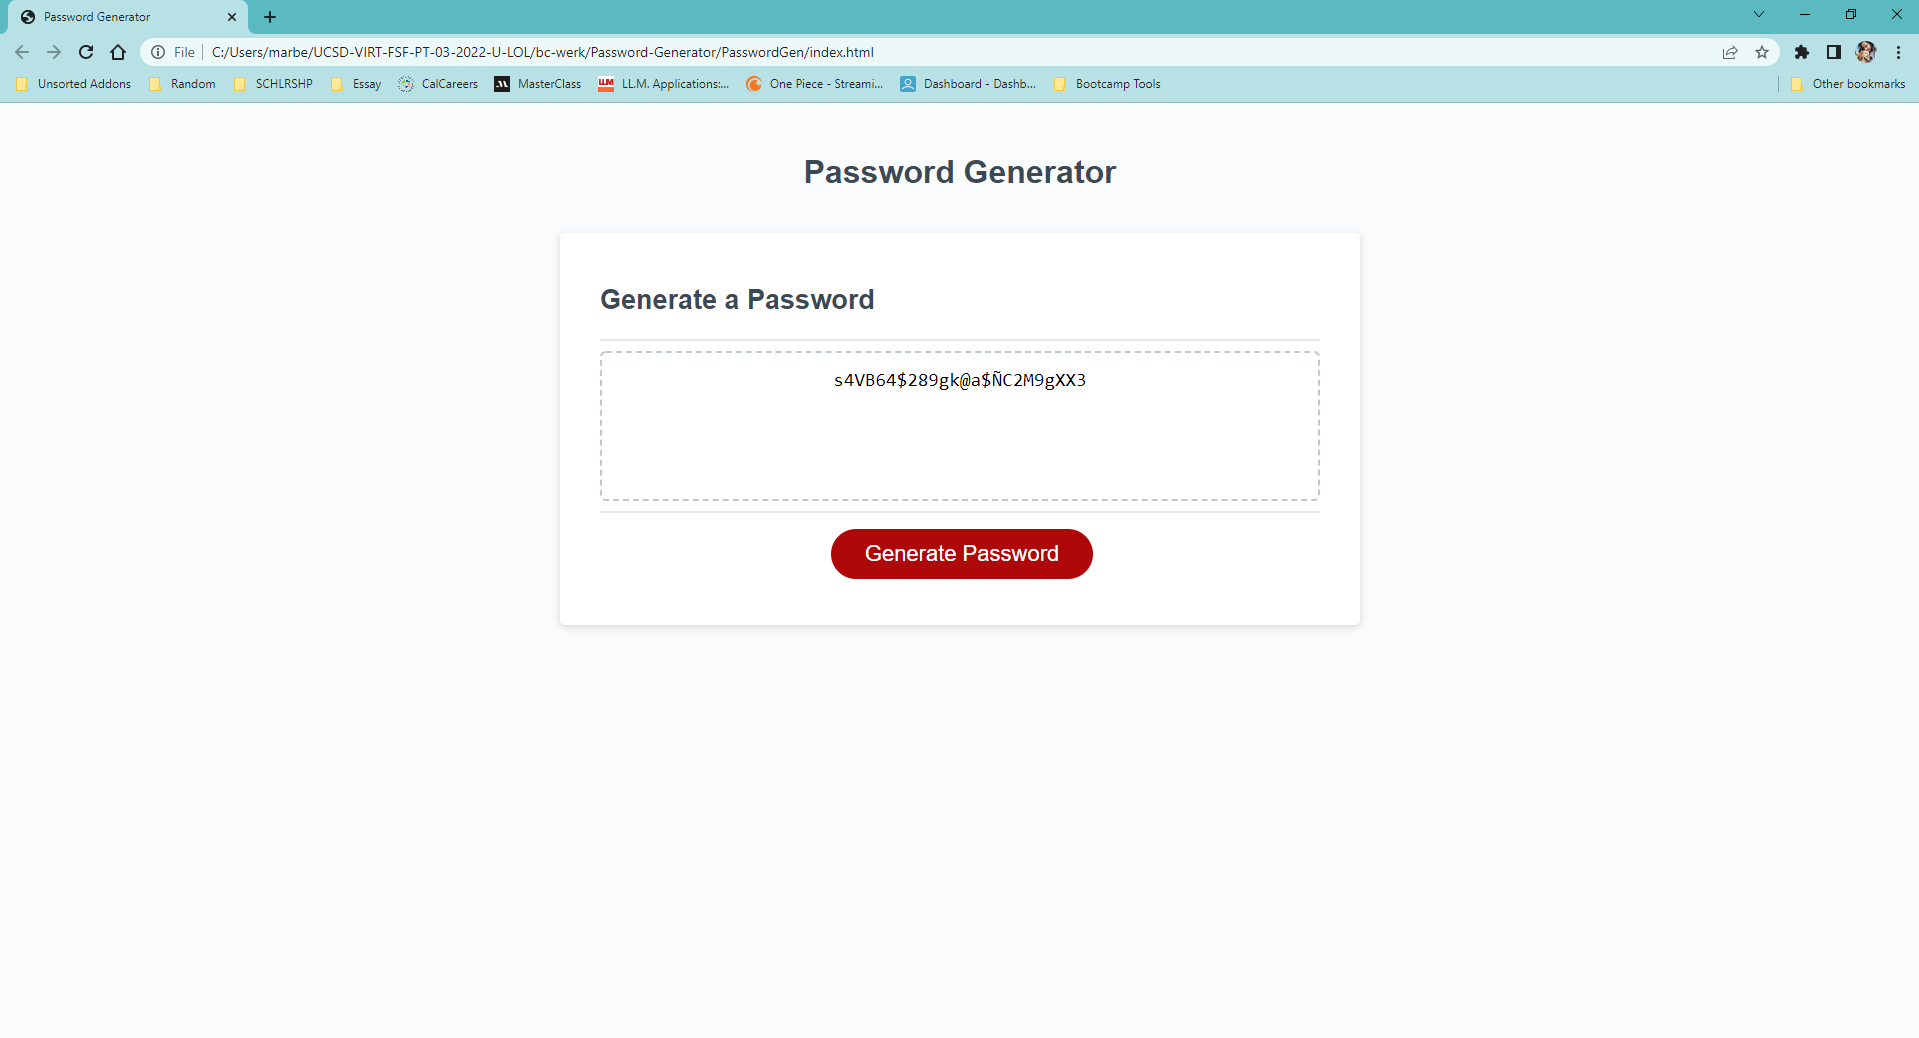 Password Generator
File
C:/Users/marbe/UCSD-VIRT-FSF-PT-03-2022-U-LOL/bc-werk/Password-Generator/PasswordGen/index.html
Unsorted Addons
Random
SCHLRSHP
Essay
CalCareers
MasterClass
LLM
LL.M. Applications:...
One Piece - Streami...
Dashboard - Dashb...
Bootcamp Tools
Other bookmarks
Password Generator
Generate a Password
s4VB64$289gk@a$ÑC2M9gXX3
Generate Password